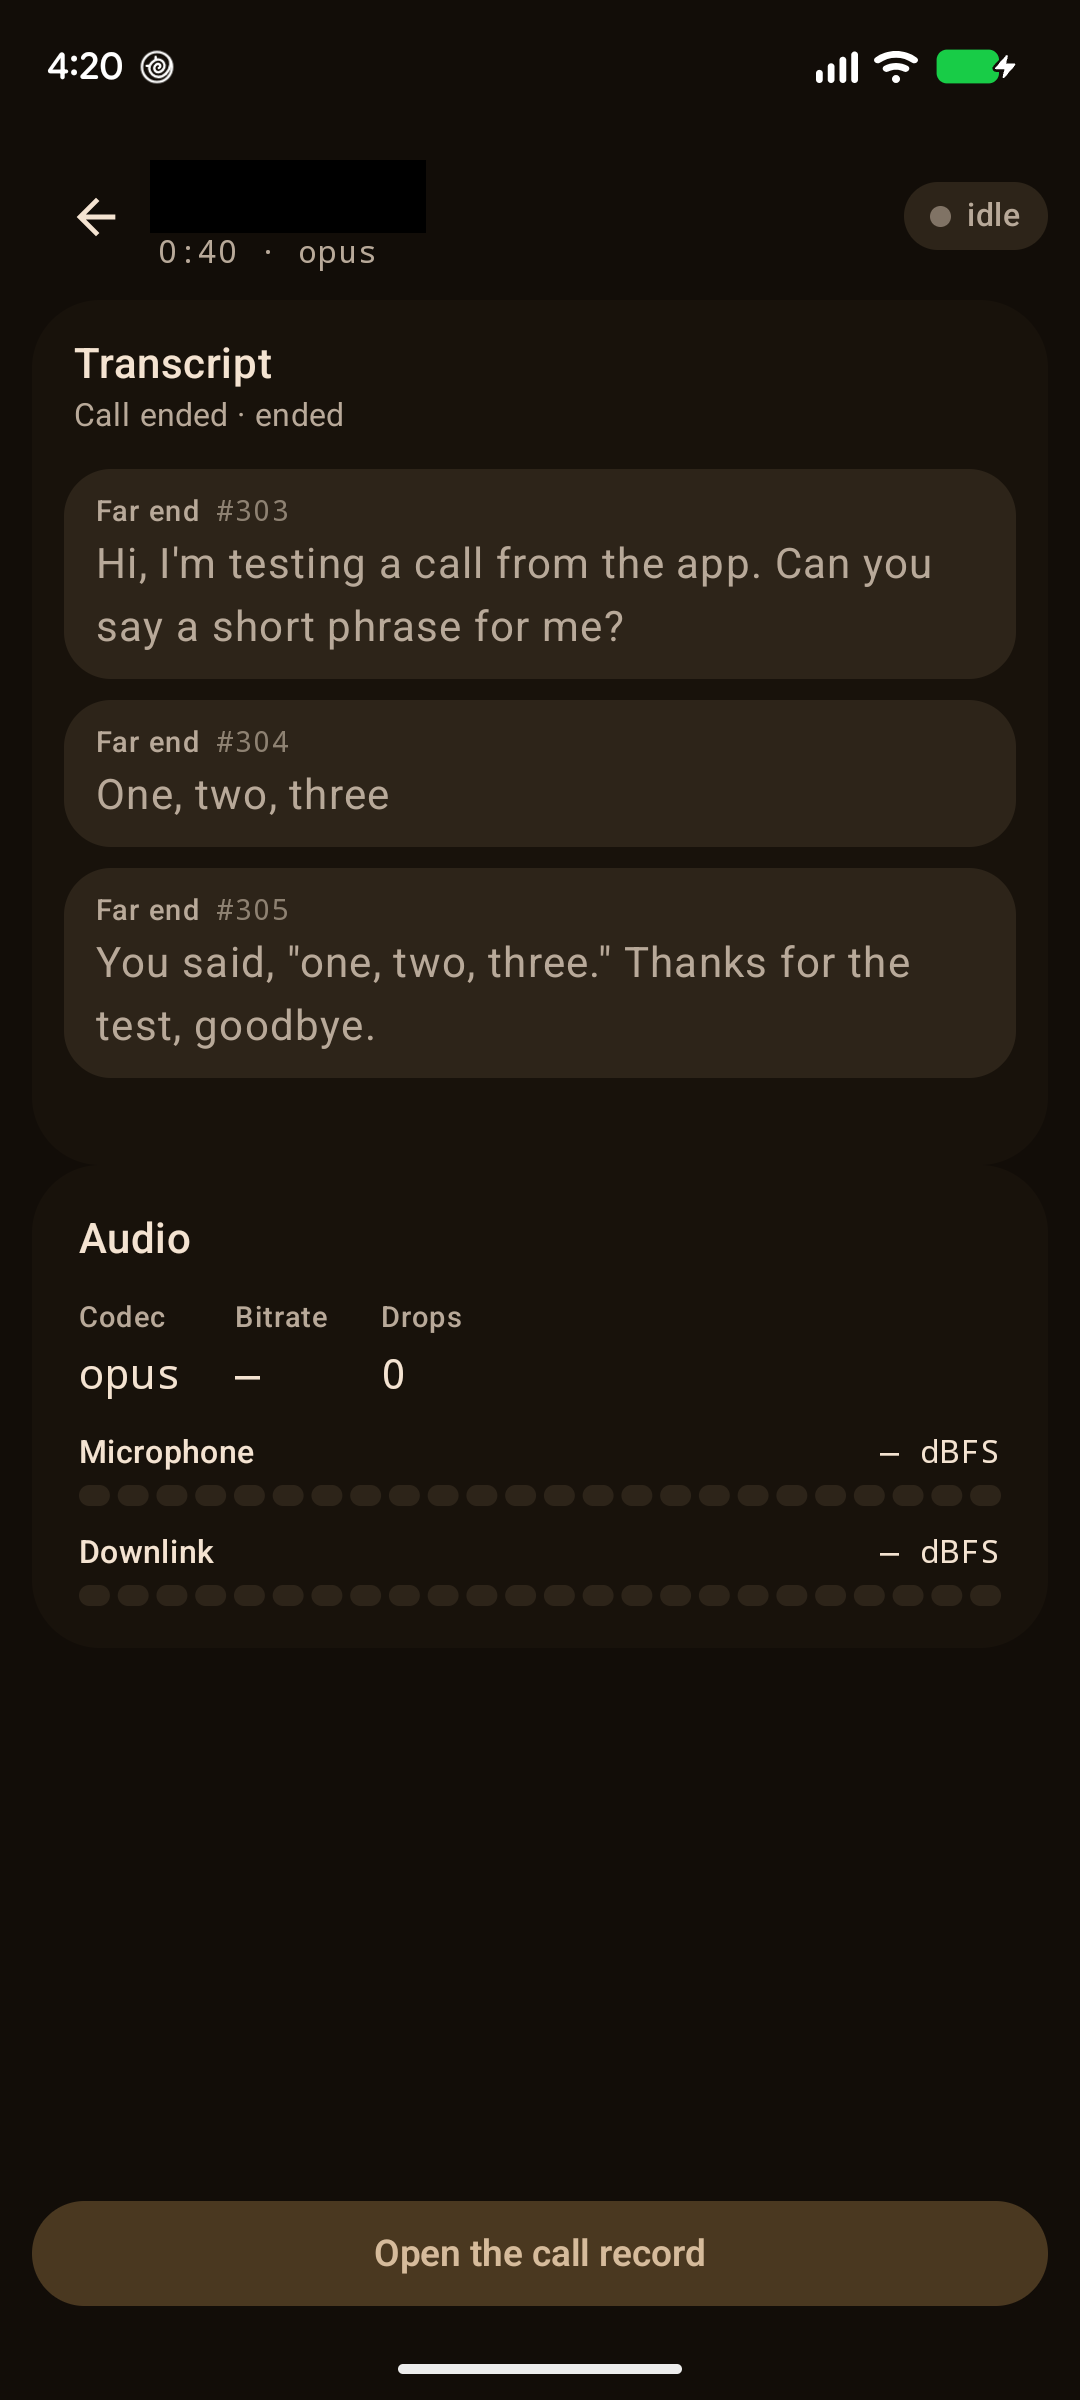 4:20
0:40 · opus
idle
Transcript
Call ended · ended
Far end #303
Hi, I'm testing a call from the app. Can you
say a short phrase for me?
Far end #304
One, two, three
Far end #305
You said, "one, two, three." Thanks for the
test, goodbye.
Audio
Codec Bitrate Drops
opus – 0
Microphone – dBFS
Downlink – dBFS
Open the call record